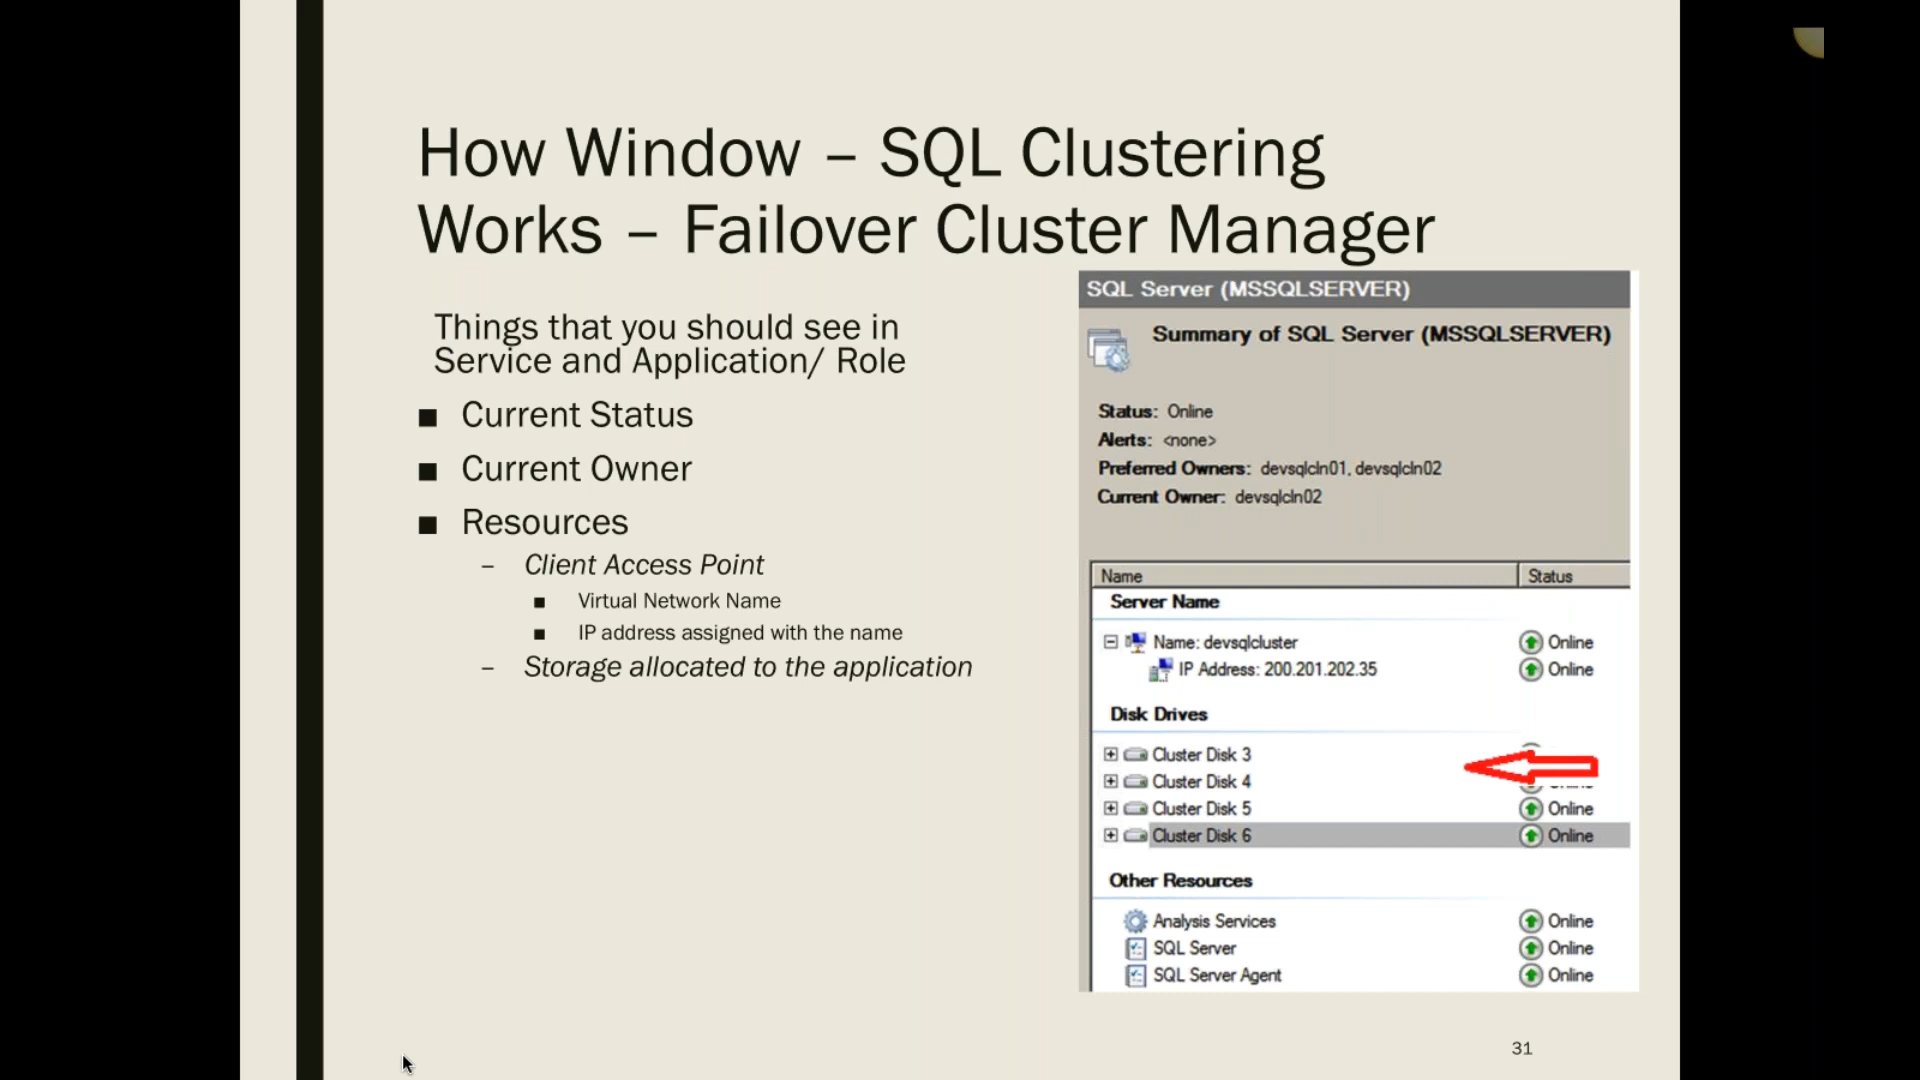 How Window – SQL Clustering
Works – Failover Cluster Manager
Things that you should see in
Service and Application/ Role
■ Current Status
■ Current Owner
■ Resources
– Client Access Point
■ Virtual Network Name
■ IP address assigned with the name
– Storage allocated to the application
SQL Server (MSSQLSERVER)
Summary of SQL Server (MSSQLSERVER)
Status: Online
Alerts: <none>
Preferred Owners: devsqlcln01, devsqlcln02
Current Owner: devsqlcln02
Name Status
Server Name
Name: devsqlcluster Online
IP Address: 200.201.202.35 Online
Disk Drives
Cluster Disk 3
Cluster Disk 4
Cluster Disk 5 Online
Cluster Disk 6 Online
Other Resources
Analysis Services Online
SQL Server Online
SQL Server Agent Online
31